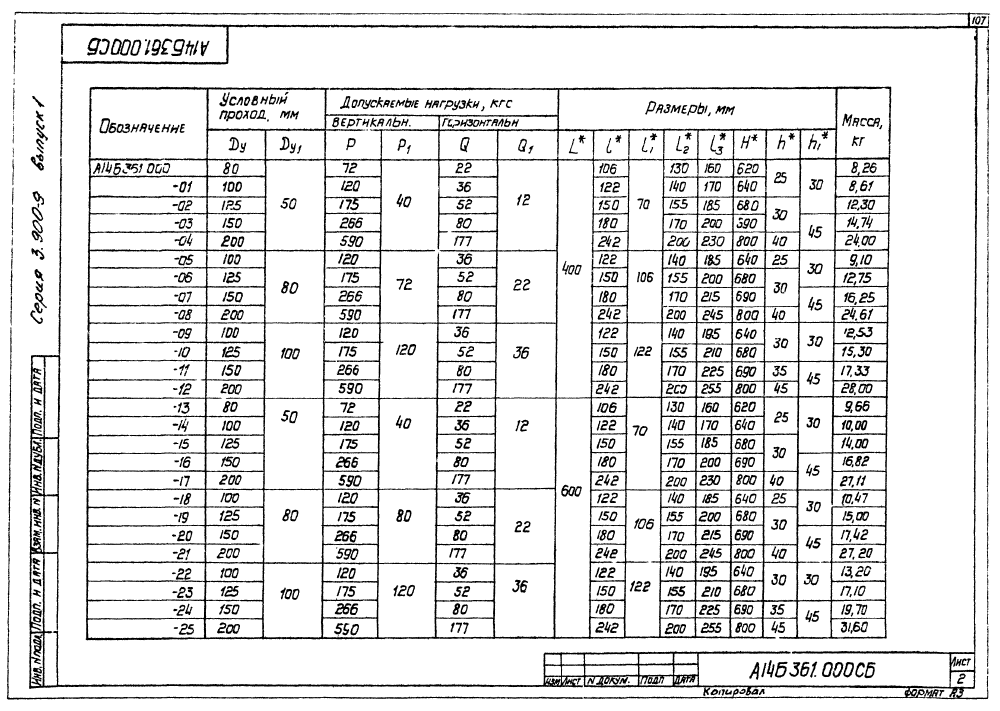 107
А14Б361.000СБ
Серия 3.900-9 выпуск 1
Обозначение | Условный проход, мм | Допускаемые нагрузки, кгс | Размеры, мм | Масса, кг
вертикальн. | Горизонтальн
Dу | Dу₁ | P | P₁ | Q | Q₁ | L* | l* | l₁* | l₂* | l₃* | H* | h* | h₁*
А14Б361.000 | 80 | 50 | 72 | 40 | 22 | 12 | 400 | 106 | 70 | 130 | 160 | 620 | 25 | 30 | 8,26
-01 | 100 | 120 | 36 | 122 | 140 | 170 | 640 | 8,61
-02 | 125 | 175 | 52 | 150 | 155 | 185 | 680 | 30 | 12,30
-03 | 150 | 266 | 80 | 180 | 170 | 200 | 690 | 45 | 14,74
-04 | 200 | 590 | 177 | 242 | 200 | 230 | 800 | 40 | 24,00
-05 | 100 | 80 | 120 | 72 | 36 | 22 | 122 | 106 | 140 | 185 | 640 | 25 | 30 | 9,10
-06 | 125 | 175 | 52 | 150 | 155 | 200 | 680 | 30 | 12,75
-07 | 150 | 266 | 80 | 180 | 170 | 215 | 690 | 45 | 16,25
-08 | 200 | 590 | 177 | 242 | 200 | 245 | 800 | 40 | 24,61
-09 | 100 | 100 | 120 | 120 | 36 | 36 | 122 | 122 | 140 | 195 | 640 | 30 | 30 | 12,53
-10 | 125 | 175 | 52 | 150 | 155 | 210 | 680 | 15,30
-11 | 150 | 266 | 80 | 180 | 170 | 225 | 690 | 35 | 45 | 17,33
-12 | 200 | 590 | 177 | 242 | 200 | 255 | 800 | 45 | 28,00
-13 | 80 | 50 | 72 | 40 | 22 | 12 | 600 | 106 | 70 | 130 | 160 | 620 | 25 | 30 | 9,66
-14 | 100 | 120 | 36 | 122 | 140 | 170 | 640 | 10,00
-15 | 125 | 175 | 52 | 150 | 155 | 185 | 680 | 30 | 14,00
-16 | 150 | 266 | 80 | 180 | 170 | 200 | 690 | 45 | 16,82
-17 | 200 | 590 | 177 | 242 | 200 | 230 | 800 | 40 | 27,11
-18 | 100 | 80 | 120 | 80 | 36 | 22 | 122 | 106 | 140 | 185 | 640 | 25 | 30 | 10,47
-19 | 125 | 175 | 52 | 150 | 155 | 200 | 680 | 30 | 15,00
-20 | 150 | 266 | 80 | 180 | 170 | 215 | 690 | 45 | 17,42
-21 | 200 | 590 | 177 | 242 | 200 | 245 | 800 | 40 | 27,20
-22 | 100 | 100 | 120 | 120 | 36 | 36 | 122 | 122 | 140 | 195 | 640 | 30 | 30 | 13,20
-23 | 125 | 175 | 52 | 150 | 155 | 210 | 680 | 17,10
-24 | 150 | 266 | 80 | 180 | 170 | 225 | 690 | 35 | 45 | 19,70
-25 | 200 | 590 | 177 | 242 | 200 | 255 | 800 | 45 | 31,60
Инв. N подл. | Подп. и дата | Взам. инв. N | Инв. N дубл. | Подп. и дата
Изм | Лист | N докум. | Подп | Дата
А14Б361.000СБ
Лист
2
Копировал
Формат А3